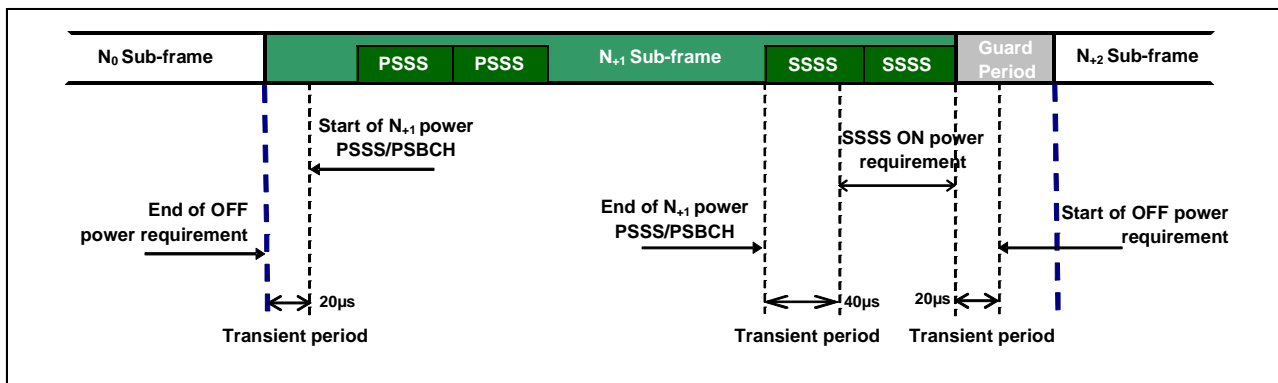 N₀ Sub-frame
PSSS
PSSS
N₊₁ Sub-frame
SSSS
SSSS
Guard
Period
N₊₂ Sub-frame
Start of N₊₁ power
PSSS/PSBCH
SSSS ON power
requirement
End of OFF
power requirement
End of N₊₁ power
PSSS/PSBCH
Start of OFF power
requirement
20μs
40μs
20μs
Transient period
Transient period
Transient period